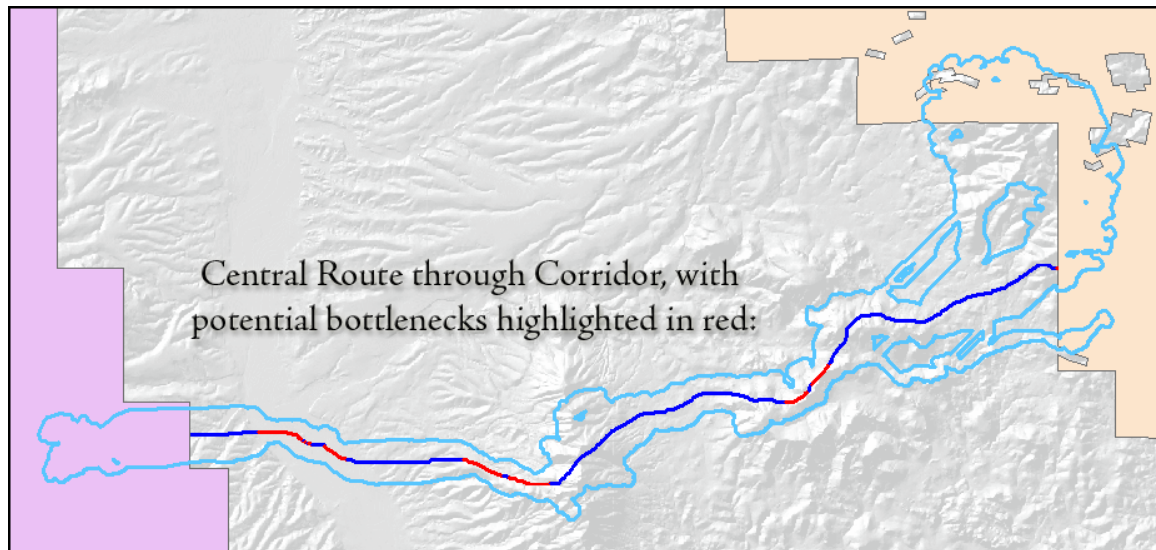 Central Route through Corridor, with
potential bottlenecks highlighted in red: